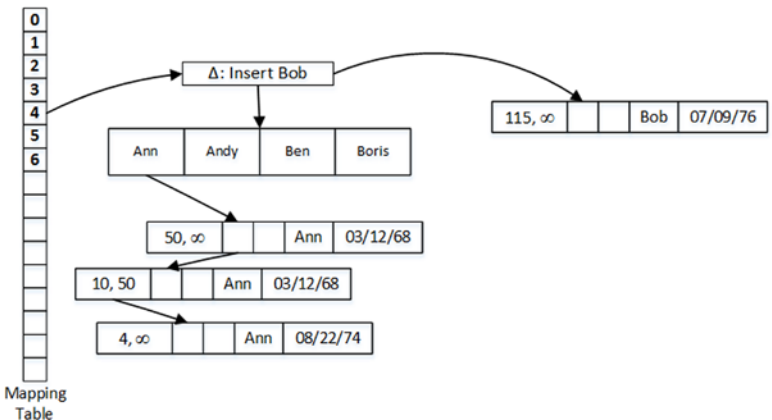 0
1
2
3
4
5
6
Δ: Insert Bob
115, ∞ Bob 07/09/76
Ann Andy Ben Boris
50, ∞ Ann 03/12/68
10, 50 Ann 03/12/68
4, ∞ Ann 08/22/74
Mapping
Table